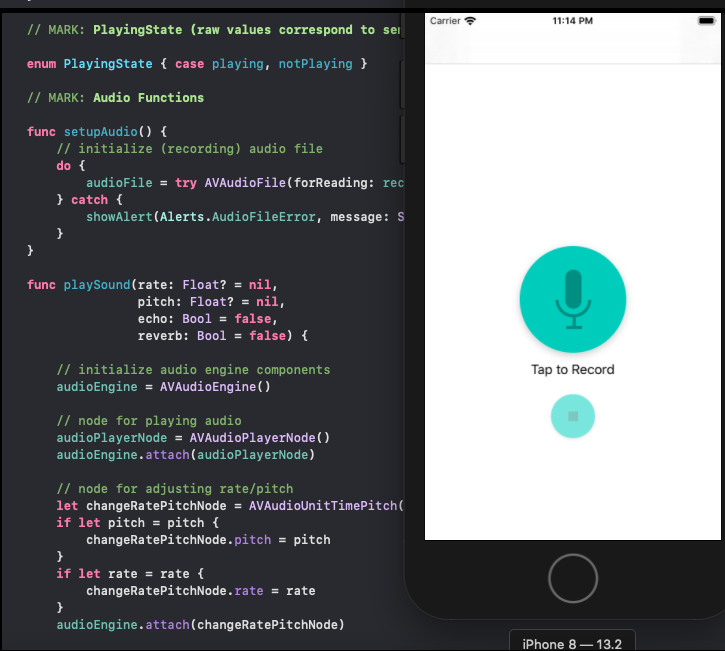 // MARK: PlayingState (raw values correspond to
enum PlayingState { case playing, notPlaying }
// MARK: Audio Functions
func setupAudio() {
// initialize (recording) audio file
do {
audioFile = try AVAudioFile(forReading:
} catch {
showAlert(Alerts.AudioFileError, message:
}
}
func playSound(rate: Float? = nil,
pitch: Float? = nil,
echo: Bool = false,
reverb: Bool = false) {
// initialize audio engine components
audioEngine = AVAudioEngine()
// node for playing audio
audioPlayerNode = AVAudioPlayerNode()
audioEngine.attach(audioPlayerNode)
// node for adjusting rate/pitch
let changeRatePitchNode = AVAudioUnitTimePitch(
if let pitch = pitch {
changeRatePitchNode.pitch = pitch
}
if let rate = rate {
changeRatePitchNode.rate = rate
}
audioEngine.attach(changeRatePitchNode)
Carrier 11:14 PM
Tap to Record
iPhone 8 — 13.2